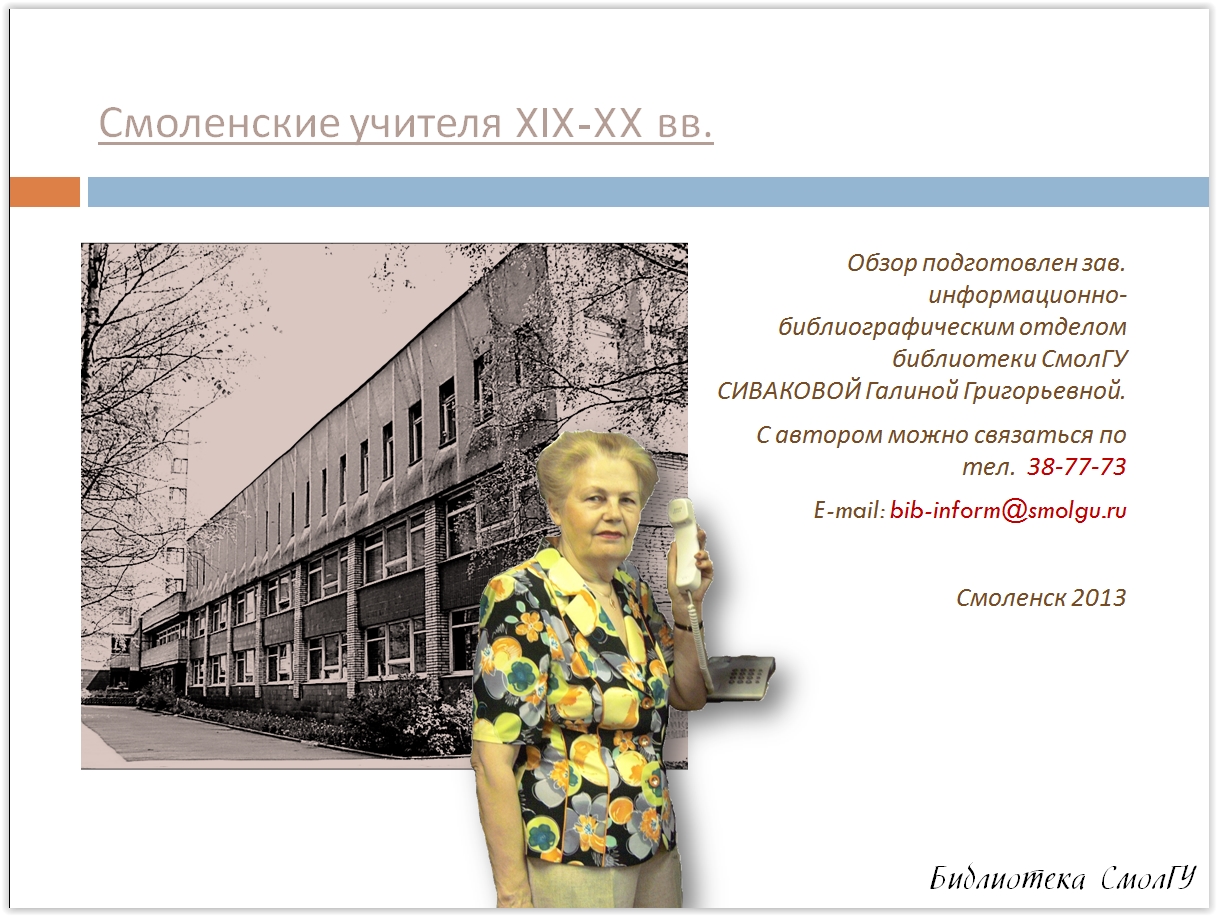 Смоленские учителя XIX-XX вв.
Обзор подготовлен зав.
информационно-
библиографическим отделом
библиотеки СмолГУ
СИВАКОВОЙ Галиной Григорьевной.
С автором можно связаться по
тел. 38-77-73
E-mail: bib-inform@smolgu.ru
Смоленск 2013
Библиотека СмолГУ